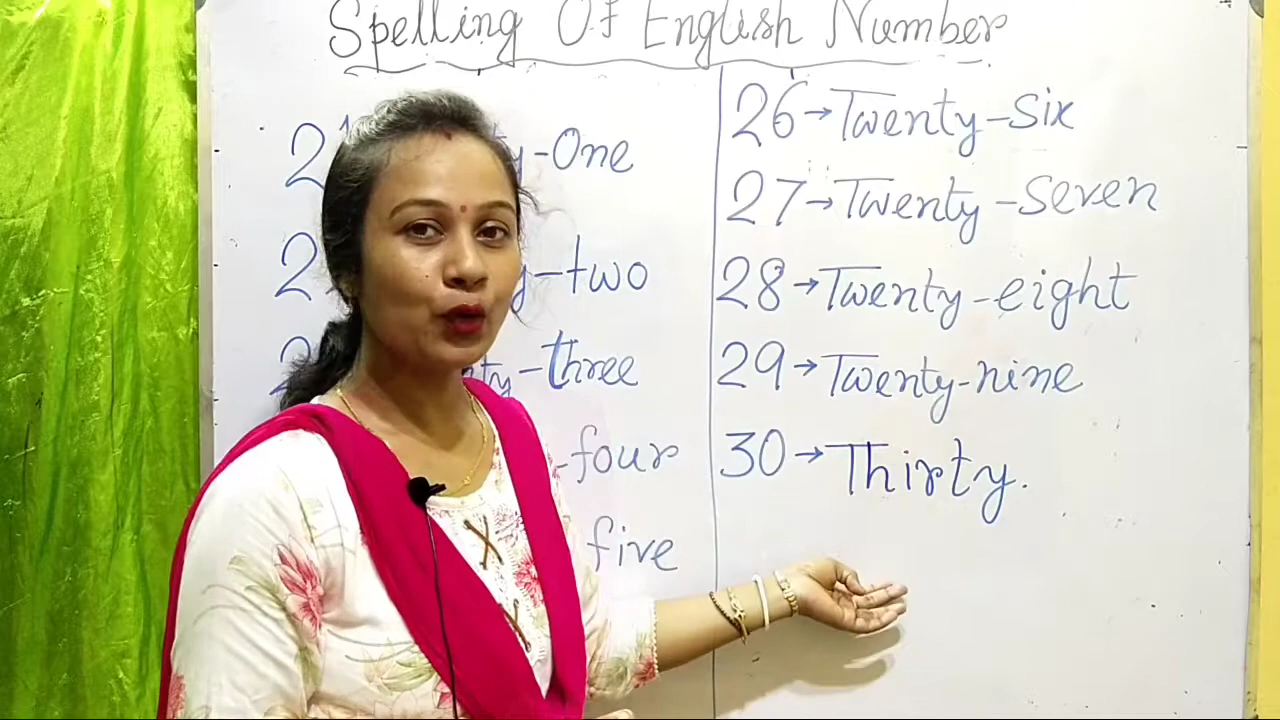 Spelling Of English Number
-One
-two
-three
-four
five
26→Twenty-six
27→Twenty-seven
28→Twenty-eight
29→Twenty-nine
30→Thirty.